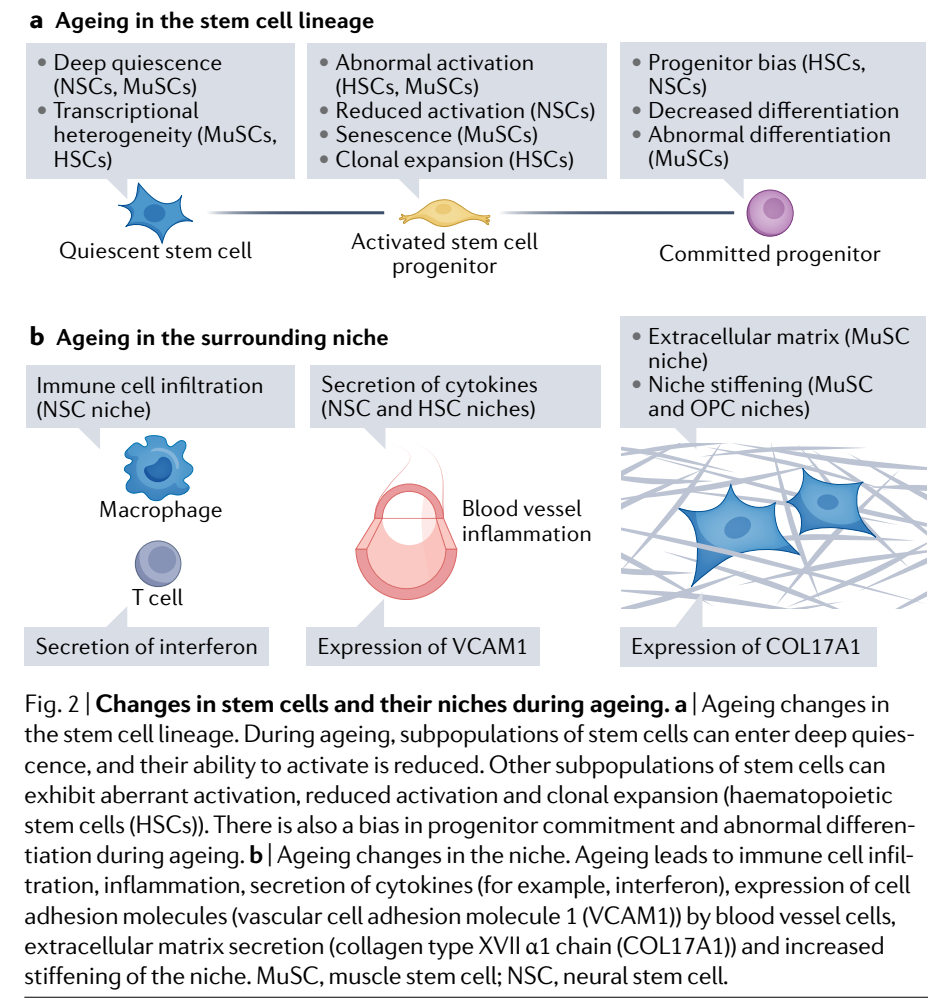 a Ageing in the stem cell lineage
• Deep quiescence
(NSCs, MuSCs)
• Transcriptional
heterogeneity (MuSCs,
HSCs)
• Abnormal activation
(HSCs, MuSCs)
• Reduced activation (NSCs)
• Senescence (MuSCs)
• Clonal expansion (HSCs)
• Progenitor bias (HSCs,
NSCs)
• Decreased differentiation
• Abnormal differentiation
(MuSCs)
Quiescent stem cell
Activated stem cell
progenitor
Committed progenitor
b Ageing in the surrounding niche
Immune cell infiltration
(NSC niche)
Secretion of cytokines
(NSC and HSC niches)
• Extracellular matrix (MuSC
niche)
• Niche stiffening (MuSC
and OPC niches)
Macrophage
T cell
Blood vessel
inflammation
Secretion of interferon
Expression of VCAM1
Expression of COL17A1
Fig. 2 | Changes in stem cells and their niches during ageing. a | Ageing changes in
the stem cell lineage. During ageing, subpopulations of stem cells can enter deep quies-
cence, and their ability to activate is reduced. Other subpopulations of stem cells can
exhibit aberrant activation, reduced activation and clonal expansion (haematopoietic
stem cells (HSCs)). There is also a bias in progenitor commitment and abnormal differen-
tiation during ageing. b | Ageing changes in the niche. Ageing leads to immune cell infil-
tration, inflammation, secretion of cytokines (for example, interferon), expression of cell
adhesion molecules (vascular cell adhesion molecule 1 (VCAM1)) by blood vessel cells,
extracellular matrix secretion (collagen type XVII α1 chain (COL17A1)) and increased
stiffening of the niche. MuSC, muscle stem cell; NSC, neural stem cell.